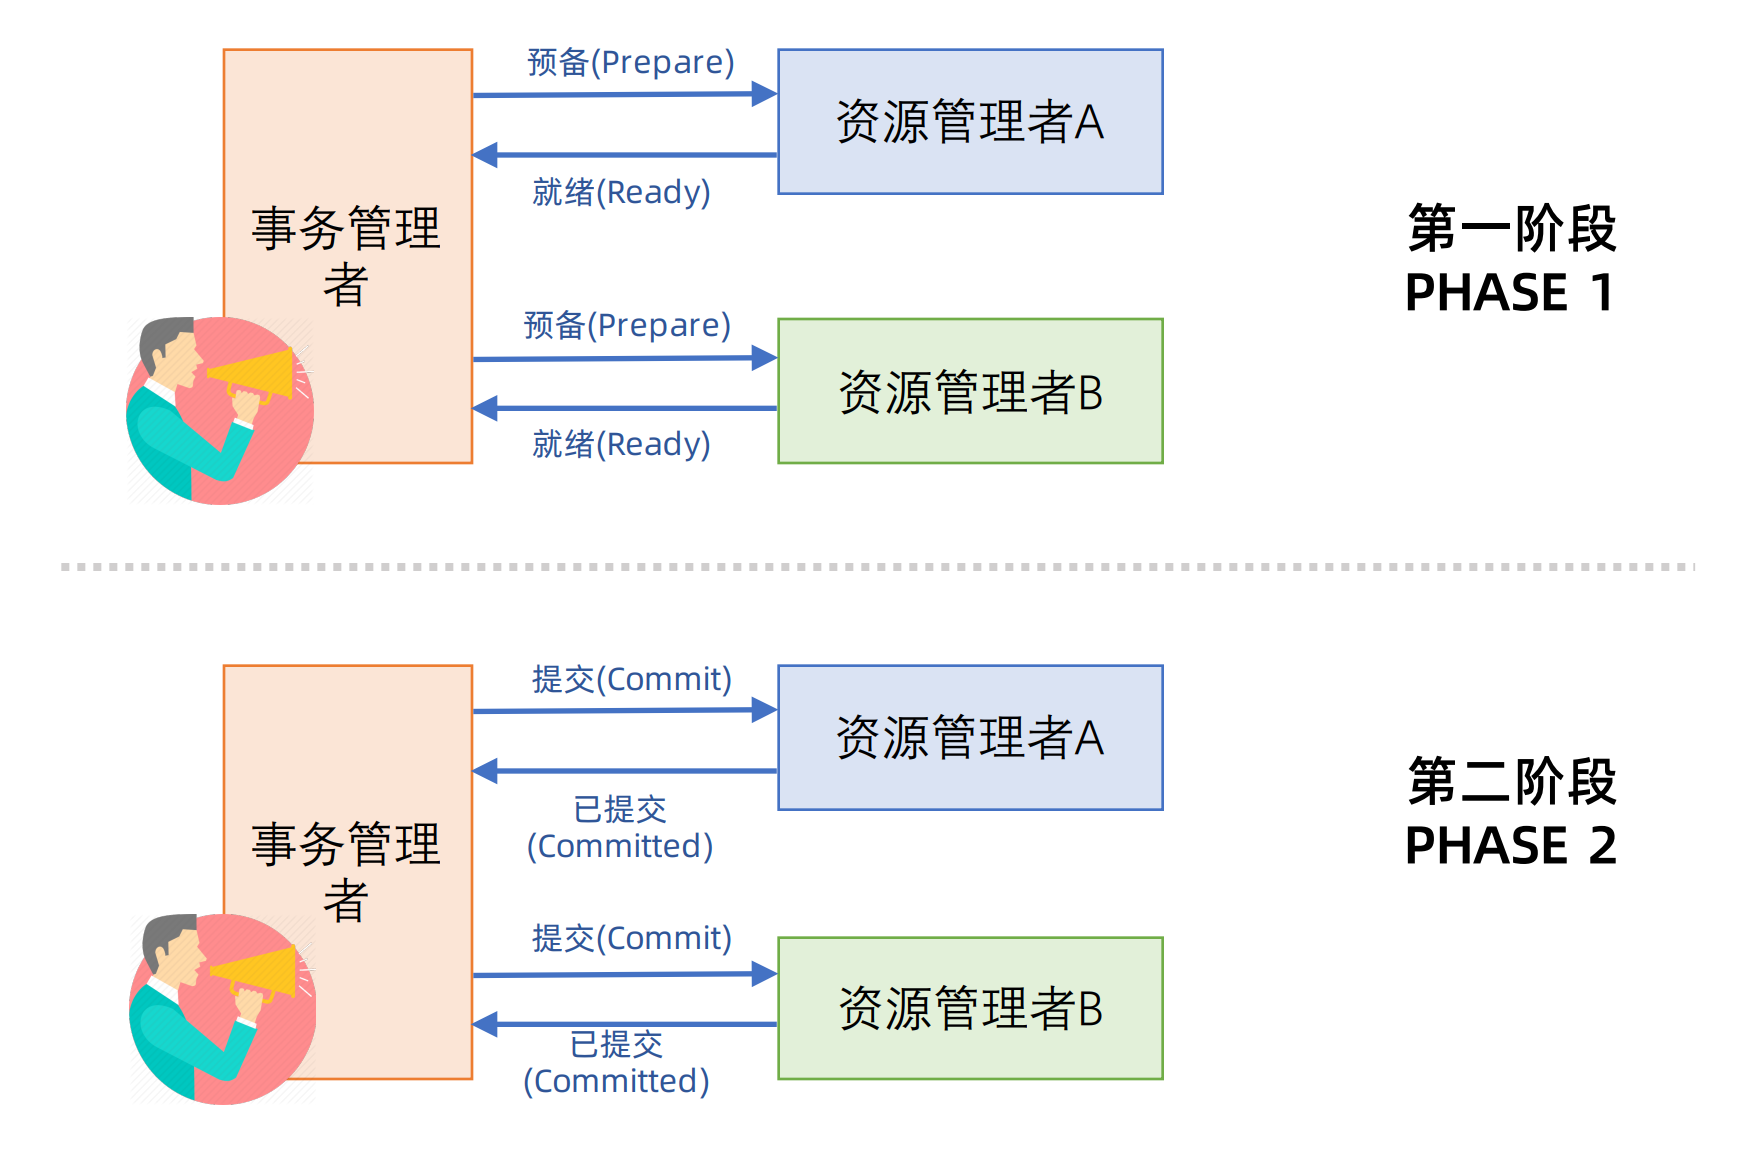 预备(Prepare)
资源管理者A
就绪(Ready)
事务管理
者
第一阶段
PHASE 1
预备(Prepare)
资源管理者B
就绪(Ready)
提交(Commit)
资源管理者A
已提交
(Committed)
事务管理
者
第二阶段
PHASE 2
提交(Commit)
资源管理者B
已提交
(Committed)